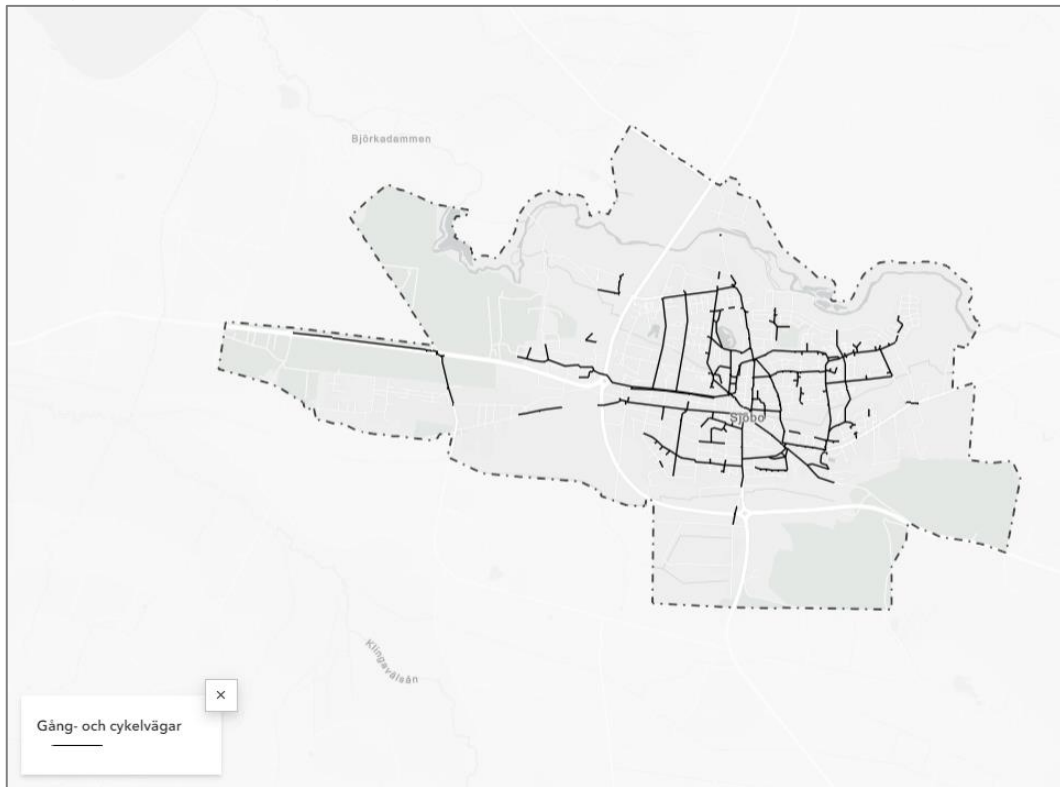 Björkadammen
Sjöbo
Klingavälsån
×
Gång- och cykelvägar